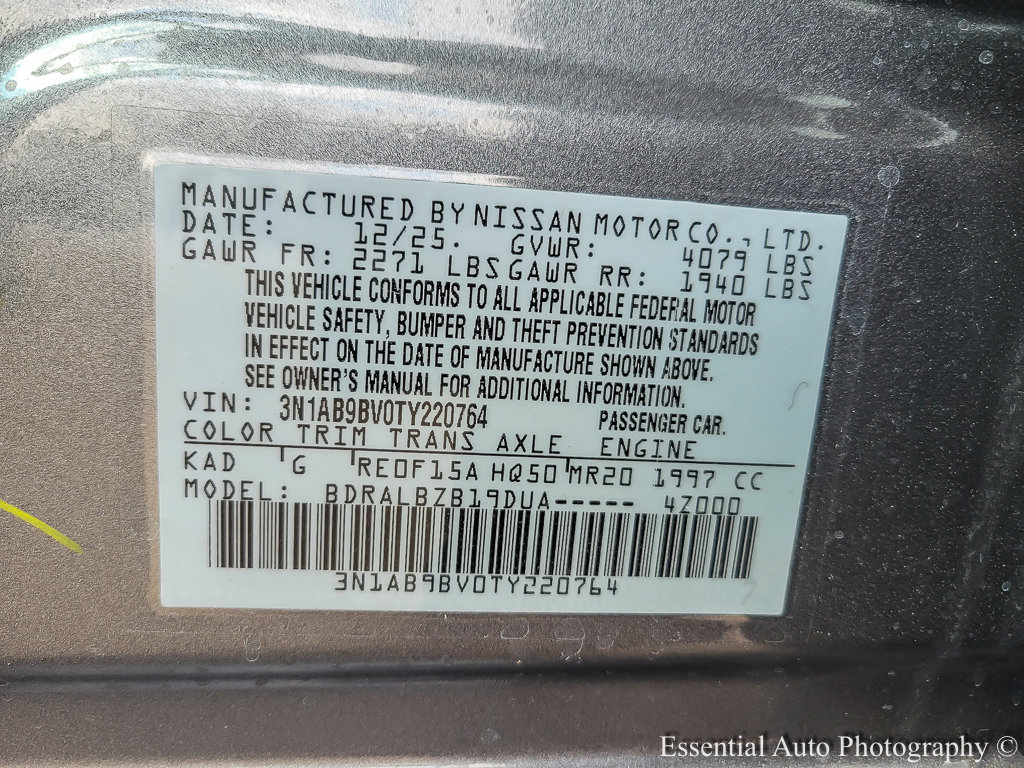 MANUFACTURED BY NISSAN MOTOR CO., LTD.
DATE: 12/25. GVWR: 4079 LBS
GAWR FR: 2271 LBS GAWR RR: 1940 LBS
THIS VEHICLE CONFORMS TO ALL APPLICABLE FEDERAL MOTOR
VEHICLE SAFETY, BUMPER AND THEFT PREVENTION STANDARDS
IN EFFECT ON THE DATE OF MANUFACTURE SHOWN ABOVE.
SEE OWNER'S MANUAL FOR ADDITIONAL INFORMATION.
VIN: 3N1AB9BV0TY220764 PASSENGER CAR.
COLOR TRIM TRANS AXLE ENGINE
KAD G RE0F15A HQ50 MR20 1997 CC
MODEL: BDRALBZB19DUA----- 4Z000
3N1AB9BV0TY220764
Essential Auto Photography ©